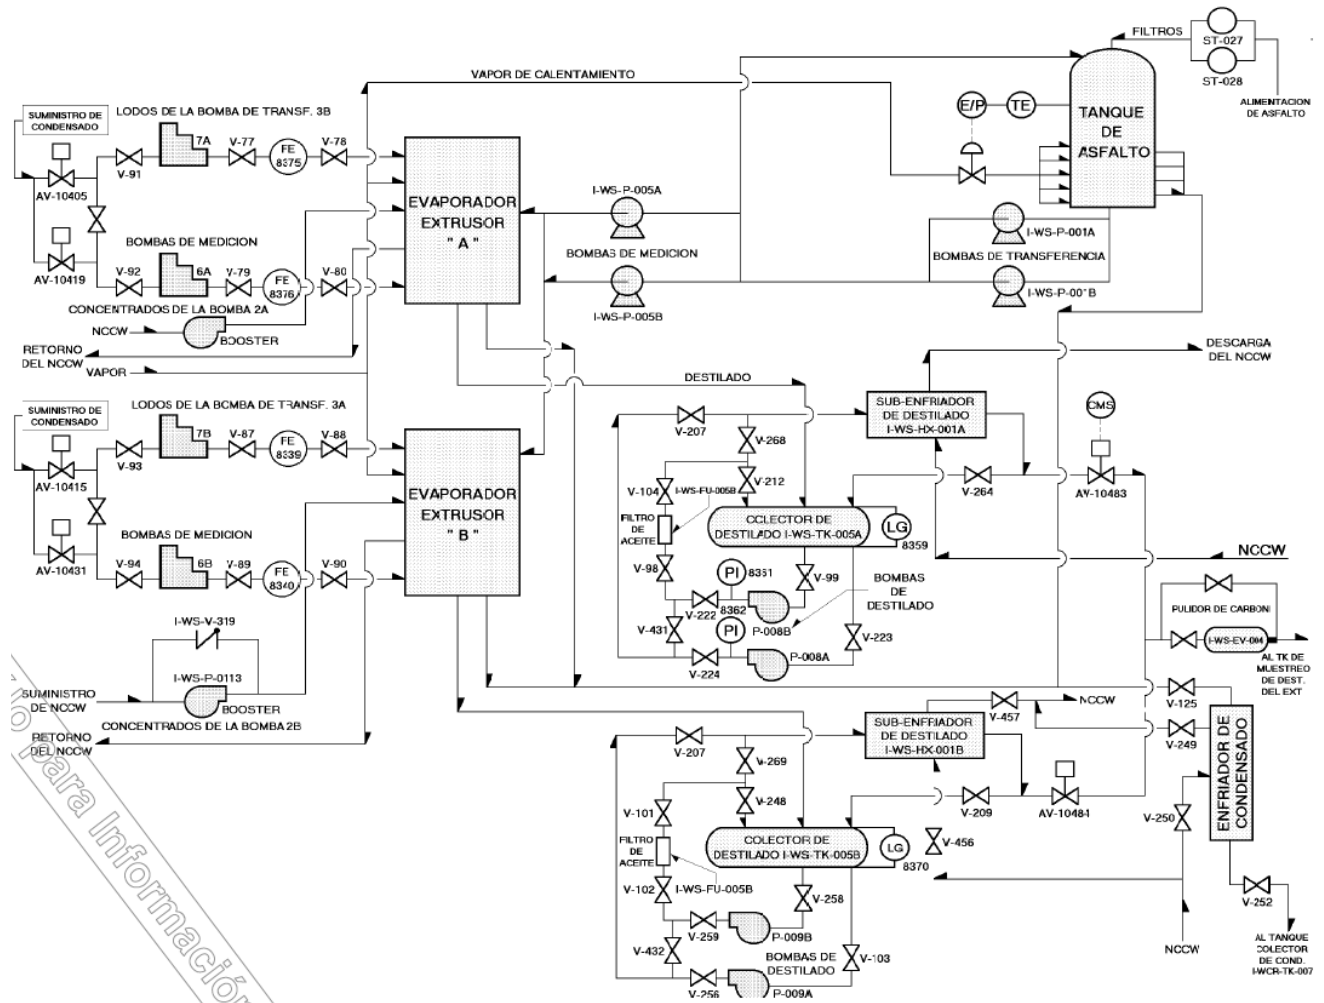 FILTROS
ST-027
ST-028
ALIMENTACION
DE ASFALTO
VAPOR DE CALENTAMIENTO
E/P
TE
TANQUE
DE
ASFALTO
SUMINISTRO DE
CONDENSADO
LODOS DE LA BOMBA DE TRANSF. 3B
7A
V-77
FE
8375
V-78
V-91
AV-10405
EVAPORADOR
EXTRUSOR
" A "
I-WS-P-005A
I-WS-P-001A
BOMBAS DE MEDICION
BOMBAS DE MEDICION
BOMBAS DE TRANSFERENCIA
AV-10419
V-92
6A
V-79
FE
8376
V-80
I-WS-P-005B
I-WS-P-001B
CONCENTRADOS DE LA BOMBA 2A
NCCW
BOOSTER
RETORNO
DEL NCCW
VAPOR
DESCARGA
DEL NCCW
DESTILADO
SUMINISTRO DE
CONDENSADO
LODOS DE LA BOMBA DE TRANSF. 3A
7B
V-87
FE
8339
V-88
V-93
AV-10415
V-207
V-268
SUB-ENFRIADOR
DE DESTILADO
I-WS-HX-001A
CMS
V-264
AV-10483
EVAPORADOR
EXTRUSOR
" B "
V-104
I-WS-FU-005B
V-212
FILTRO
DE
ACEITE
COLECTOR DE
DESTILADO I-WS-TK-005A
LG
8359
BOMBAS DE MEDICION
AV-10431
V-94
6B
V-89
FE
8340
V-90
NCCW
V-98
PI
8361
V-99
BOMBAS
DE
DESTILADO
V-222
8362
P-008B
V-431
PI
V-223
V-224
P-008A
PULIDOR DE CARBON
I-WS-EV-004
AL TK DE
MUESTREO
DE DEST.
DEL EXT
I-WS-V-319
I-WS-P-0113
SUMINISTRO
DE NCCW
BOOSTER
CONCENTRADOS DE LA BOMBA 2B
RETORNO
DEL NCCW
V-125
NCCW
V-457
V-207
V-269
SUB-ENFRIADOR
DE DESTILADO
I-WS-HX-001B
V-249
ENFRIADOR DE
CONDENSADO
V-101
V-248
V-209
AV-10484
V-250
FILTRO
DE
ACEITE
COLECTOR DE
DESTILADO I-WS-TK-005B
LG
8370
V-456
V-102
I-WS-FU-005B
V-258
V-252
V-259
P-009B
V-432
BOMBAS DE
DESTILADO
V-103
NCCW
AL TANQUE
COLECTOR
DE COND.
I-WCR-TK-007
V-256
P-009A
para Información